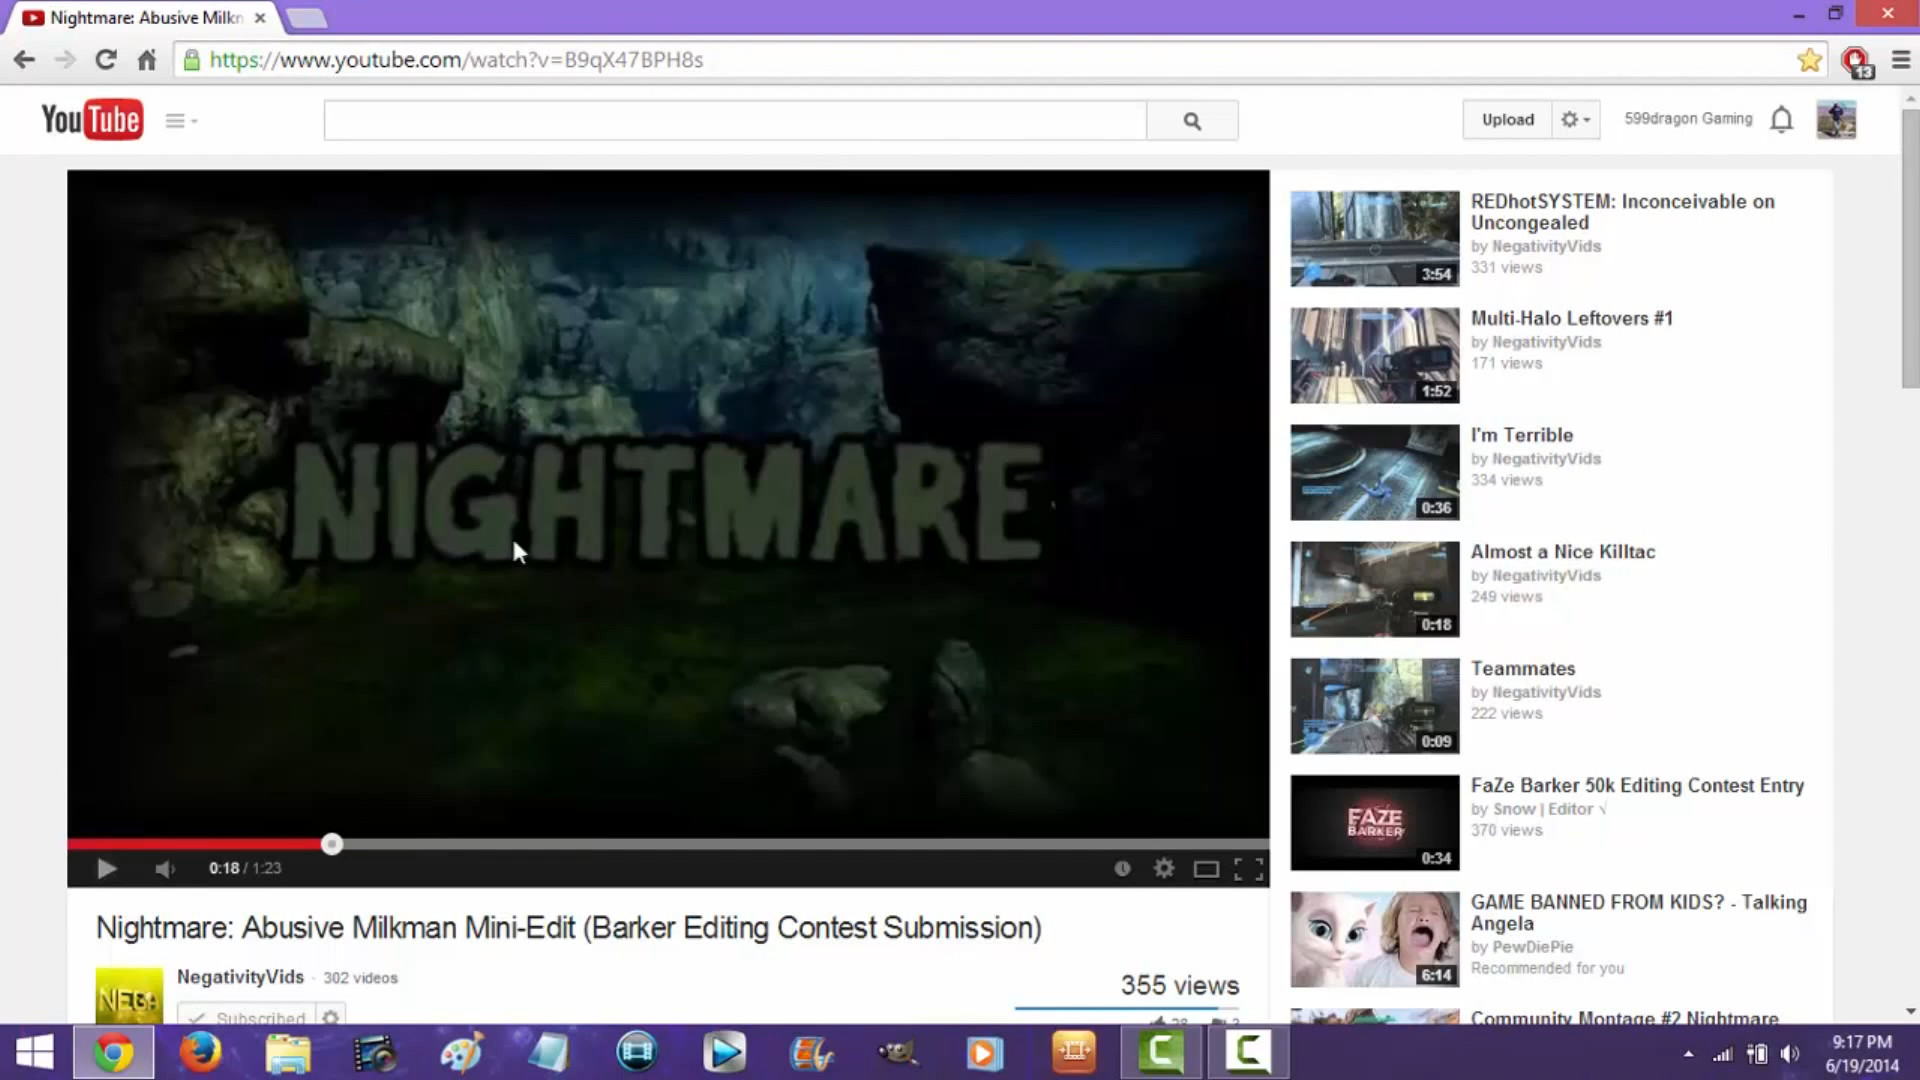 Nightmare: Abusive Milkm
https://www.youtube.com/watch?v=B9qX47BPH8s
13
YouTube
Upload
599dragon Gaming
NIGHTMARE
0:18 / 1:23
Nightmare: Abusive Milkman Mini-Edit (Barker Editing Contest Submission)
NEGA
NegativityVids · 302 videos
Subscribed
355 views
REDhotSYSTEM: Inconceivable on
Uncongealed
by NegativityVids
331 views
3:54
Multi-Halo Leftovers #1
by NegativityVids
171 views
1:52
I'm Terrible
by NegativityVids
334 views
0:36
Almost a Nice Killtac
by NegativityVids
249 views
0:18
Teammates
by NegativityVids
222 views
0:09
FaZe Barker 50k Editing Contest Entry
by Snow | Editor √
370 views
FAZE
BARKER
0:34
GAME BANNED FROM KIDS? - Talking
Angela
by PewDiePie
Recommended for you
6:14
Community Montage #2 Nightmare
9:17 PM
6/19/2014